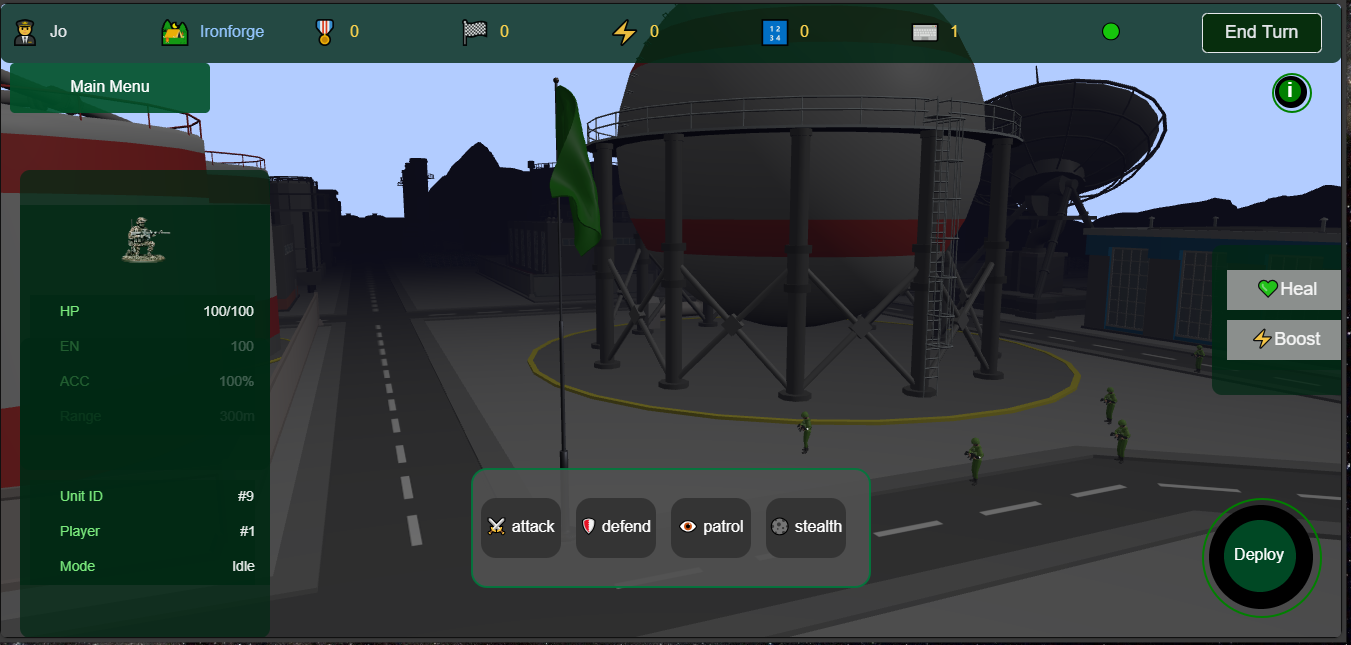 Jo
Ironforge
0
0
0
1 2
3 4
0
1
End Turn
Main Menu
i
HP 100/100
EN 100
ACC 100%
Range 300m
Unit ID #9
Player #1
Mode Idle
Heal
Boost
attack
defend
patrol
stealth
Deploy